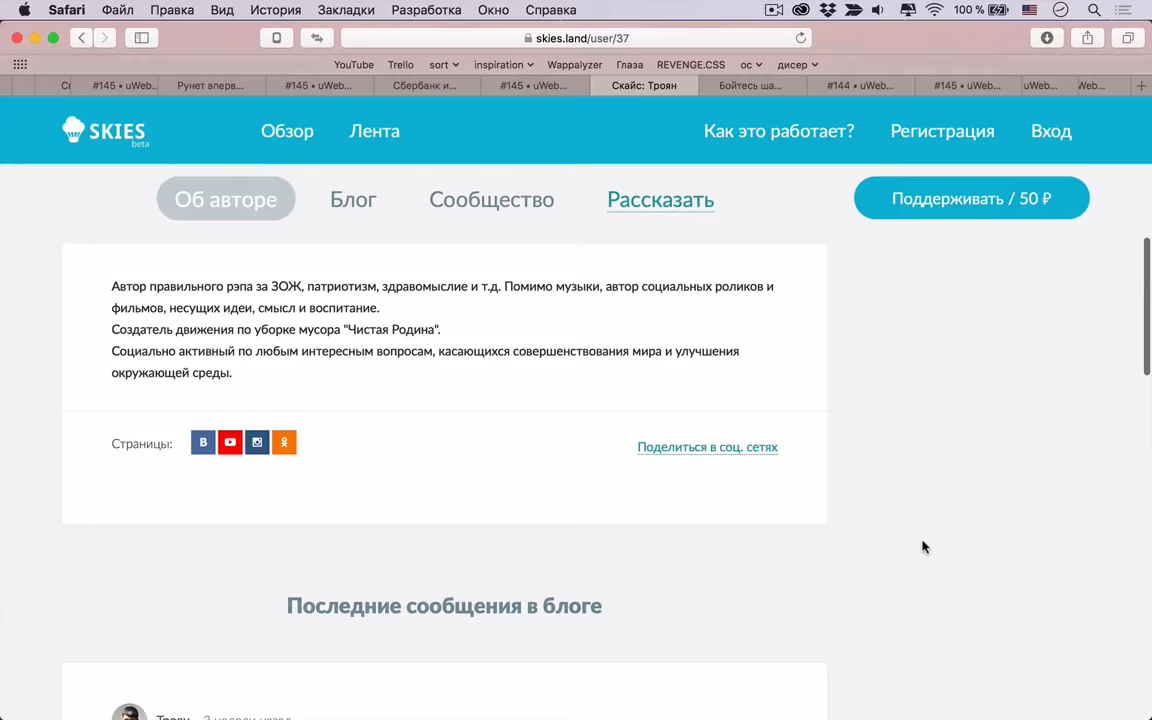 Safari Файл Правка Вид История Закладки Разработка Окно Справка 100 %
skies.land/user/37
YouTube Trello sort inspiration Wappalyzer Глаза REVENGE.CSS ос дисер
#145 • uWeb... Рунет вперв... #145 • uWeb... Сбербанк и... #145 • uWeb... Скайс: Троян Бойтесь ша... #144 • uWeb... #145 • uWeb... uWeb... Web...
SKIES beta Обзор Лента Как это работает? Регистрация Вход
Об авторе Блог Сообщество Рассказать Поддерживать / 50 ₽
Автор правильного рэпа за ЗОЖ, патриотизм, здравомыслие и т.д. Помимо музыки, автор социальных роликов и
фильмов, несущих идеи, смысл и воспитание.
Создатель движения по уборке мусора "Чистая Родина".
Социально активный по любым интересным вопросам, касающихся совершенствования мира и улучшения
окружающей среды.
Страницы: Поделиться в соц. сетях
Последние сообщения в блоге
Троян 3 недели назад